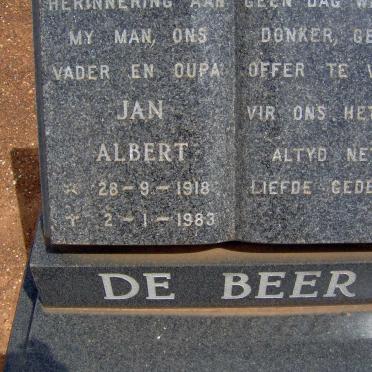 HERINNERING AAN
MY MAN, ONS
VADER EN OUPA
JAN
ALBERT
28-9-1918
2-1-1983
GEEN DAG
DONKER,
OFFER TE
VIR ONS HET
ALTYD
LIEFDE
DE BEER